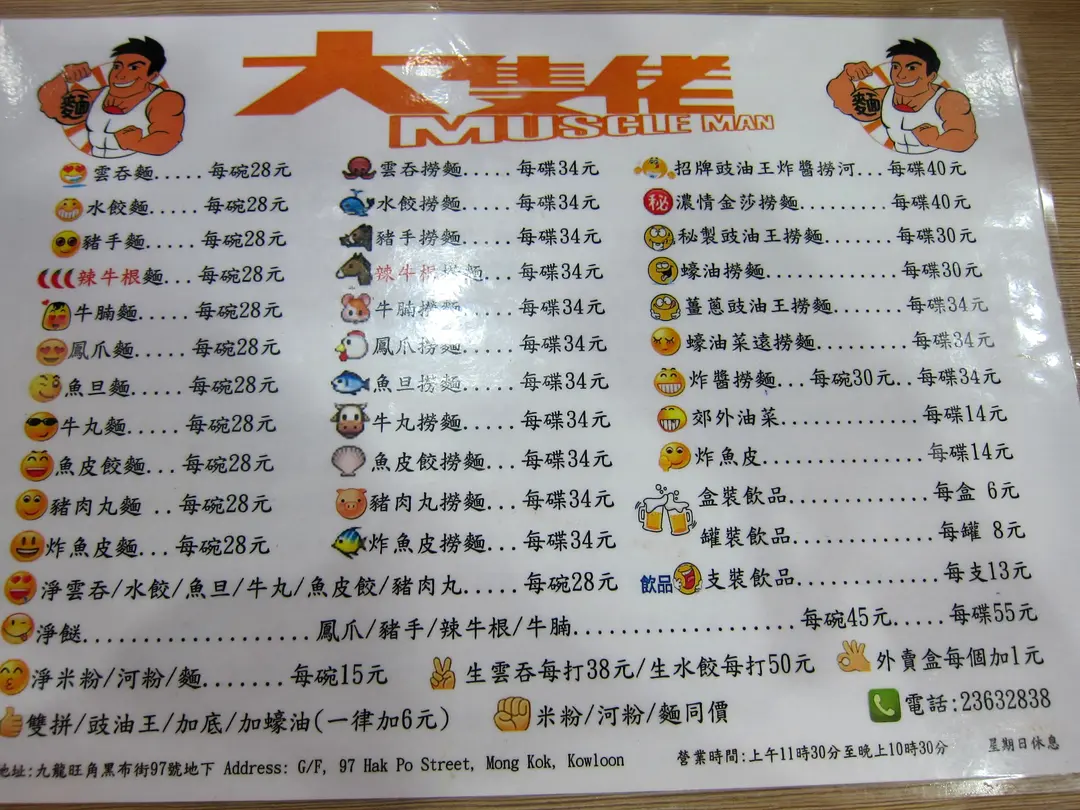 大隻佬
MUSCLE MAN
麵
麵
雲吞麵.....每碗28元
水餃麵.....每碗28元
豬手麵.....每碗28元
辣牛根麵...每碗28元
牛腩麵.....每碗28元
鳳爪麵.....每碗28元
魚旦麵.....每碗28元
牛丸麵.....每碗28元
魚皮餃麵...每碗28元
豬肉丸麵 ..每碗28元
炸魚皮麵...每碗28元
雲吞撈麵.....每碟34元
水餃撈麵.....每碟34元
豬手撈麵.....每碟34元
辣牛根撈麵...每碟34元
牛腩撈麵.....每碟34元
鳳爪撈麵.....每碟34元
魚旦撈麵.....每碟34元
牛丸撈麵.....每碟34元
魚皮餃撈麵...每碟34元
豬肉丸撈麵...每碟34元
炸魚皮撈麵...每碟34元
招牌豉油王炸醬撈河...每碟40元
秘 濃情金莎撈麵.........每碟40元
秘製豉油王撈麵.......每碟30元
蠔油撈麵.............每碟30元
薑蔥豉油王撈麵.......每碟34元
蠔油菜遠撈麵.........每碟34元
炸醬撈麵...每碗30元..每碟34元
郊外油菜.............每碟14元
炸魚皮...............每碟14元
盒裝飲品.............每盒 6元
罐裝飲品.............每罐 8元
飲品 支裝飲品.............每支13元
淨雲吞/水餃/魚旦/牛丸/魚皮餃/豬肉丸.....每碗28元
淨餸....................鳳爪/豬手/辣牛根/牛腩....................每碗45元.....每碟55元
淨米粉/河粉/麵.......每碗15元
生雲吞每打38元/生水餃每打50元
外賣盒每個加1元
雙拼/豉油王/加底/加蠔油(一律加6元)
米粉/河粉/麵同價
電話:23632838
地址:九龍旺角黑布街97號地下 Address: G/F, 97 Hak Po Street, Mong Kok, Kowloon
營業時間:上午11時30分至晚上10時30分
星期日休息